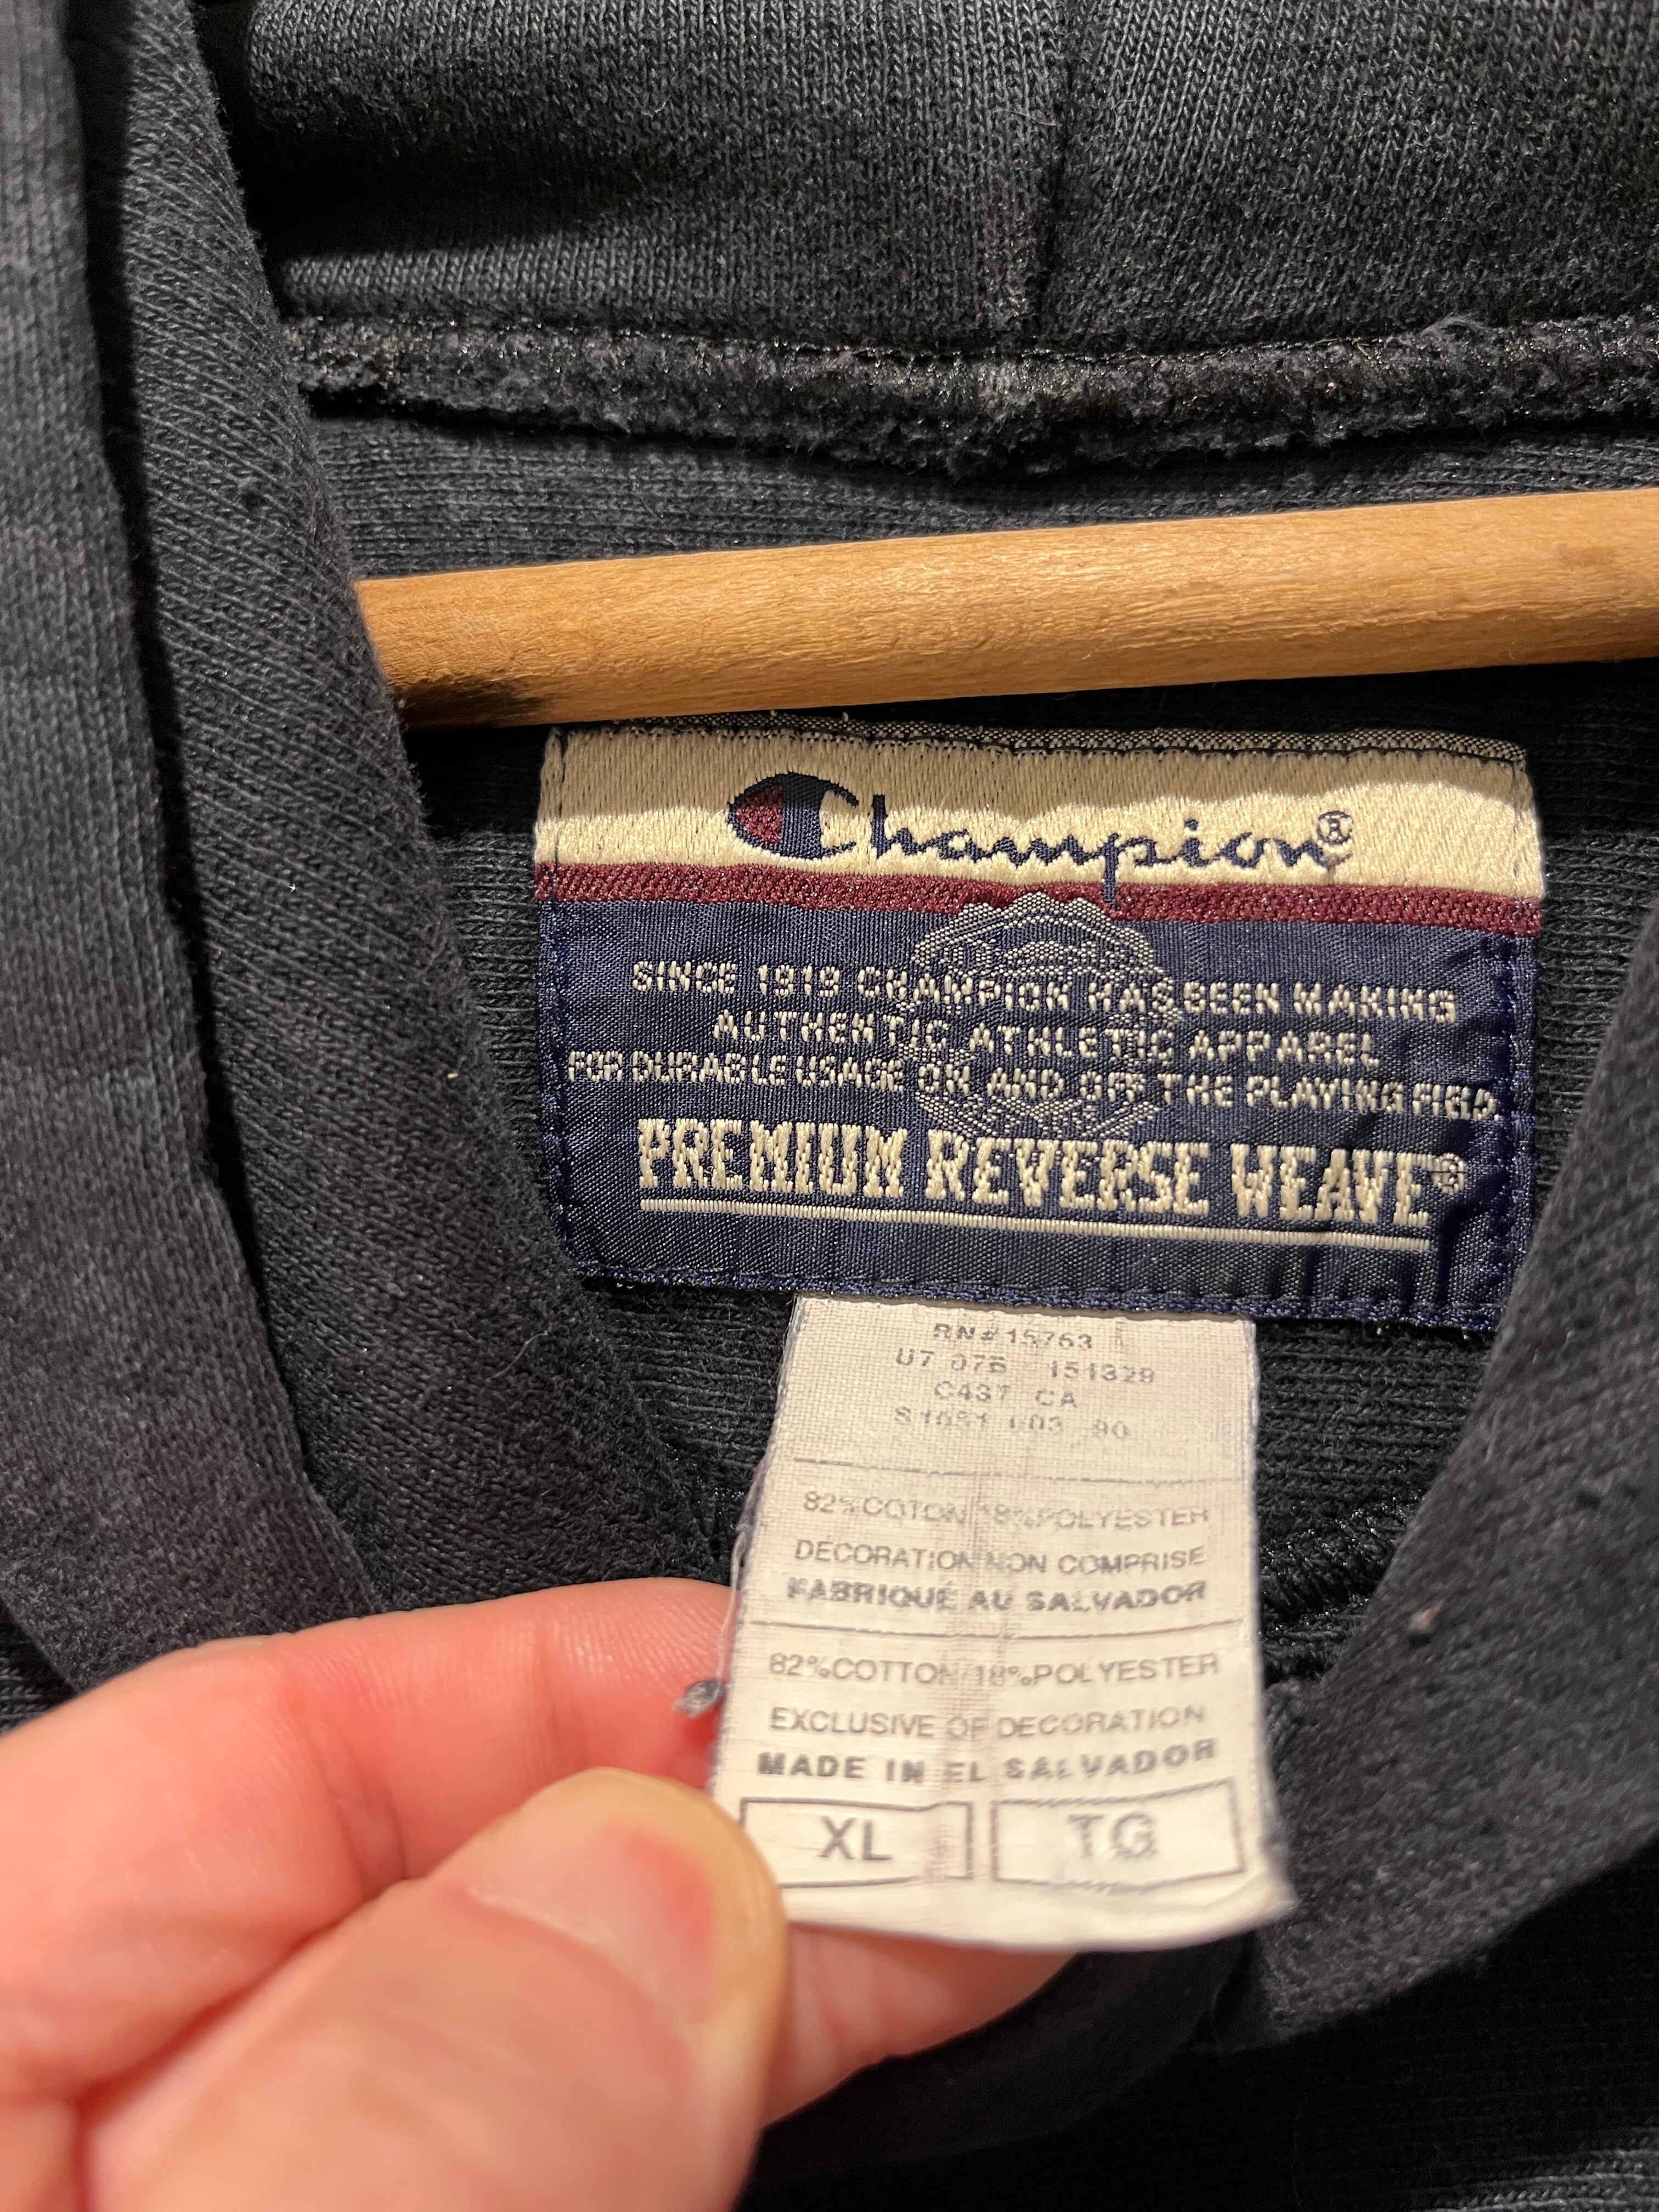 Champion®
SINCE 1919 CHAMPION HAS BEEN MAKING
AUTHENTIC ATHLETIC APPAREL
FOR DURABLE USAGE ON AND OFF THE PLAYING FIELD.
PREMIUM REVERSE WEAVE®
RN#15763
U7 07B 151329
C437 CA
90
82%COTON/18%POLYESTER
DÉCORATION NON COMPRISE
FABRIQUÉ AU SALVADOR
82%COTTON/18%POLYESTER
EXCLUSIVE OF DECORATION
MADE IN EL SALVADOR
XL TG